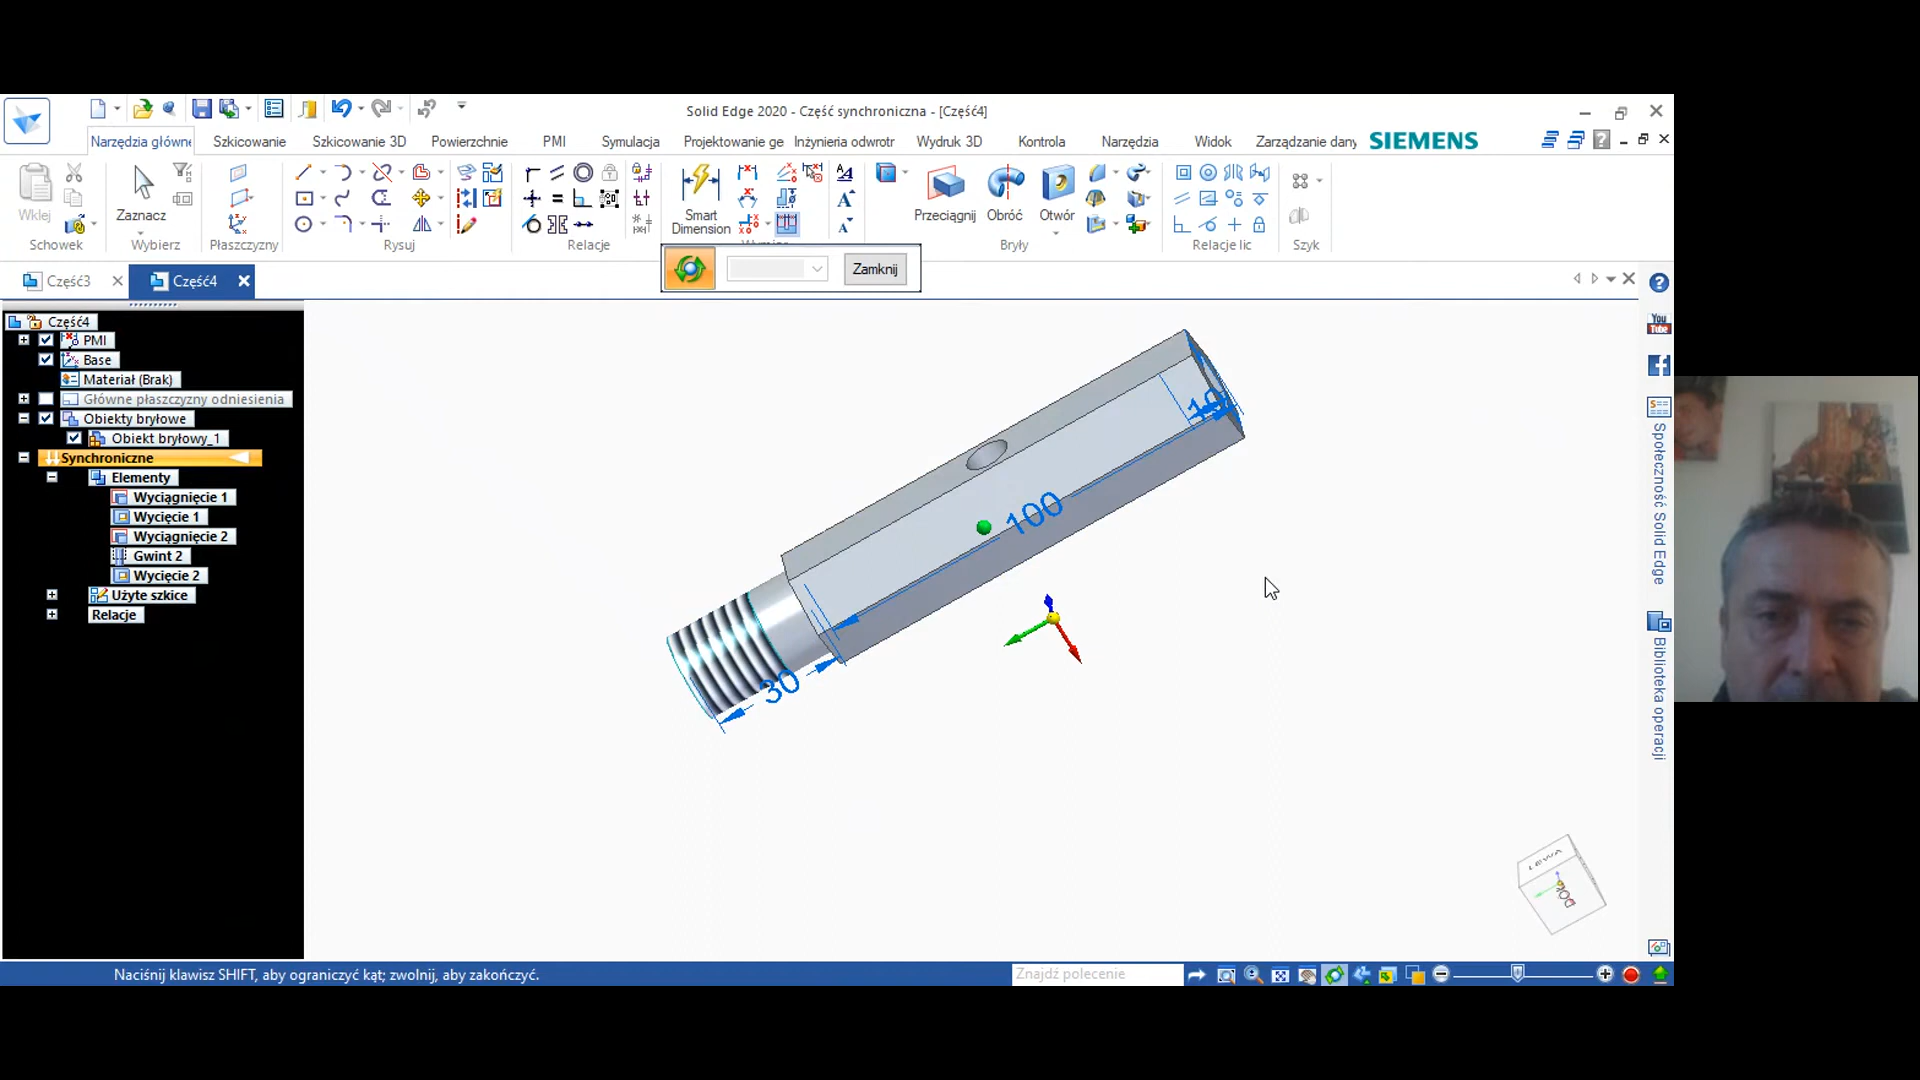 Solid Edge 2020 - Część synchroniczna - [Część4]
Narzędzia główne
Szkicowanie
Szkicowanie 3D
Powierzchnie
PMI
Symulacja
Projektowanie ge
Inżynieria odwrotr
Wydruk 3D
Kontrola
Narzędzia
Widok
Zarządzanie dany
SIEMENS
Wklej
Zaznacz
Smart
Dimension
Przeciągnij
Obróć
Otwór
Schowek
Wybierz
Płaszczyzny
Rysuj
Relacje
Bryły
Relacje lic
Szyk
Zamknij
Część3
Część4
Część4
PMI
Base
Materiał (Brak)
Główne płaszczyzny odniesienia
Obiekty bryłowe
Obiekt bryłowy_1
Synchroniczne
Elementy
Wyciągnięcie 1
Wycięcie 1
Wyciągnięcie 2
Gwint 2
Wycięcie 2
Użyte szkice
Relacje
100
30
LEWA
You
Tube
Społeczność Solid Edge
Biblioteka operacji
Naciśnij klawisz SHIFT, aby ograniczyć kąt; zwolnij, aby zakończyć.
Znajdź polecenie